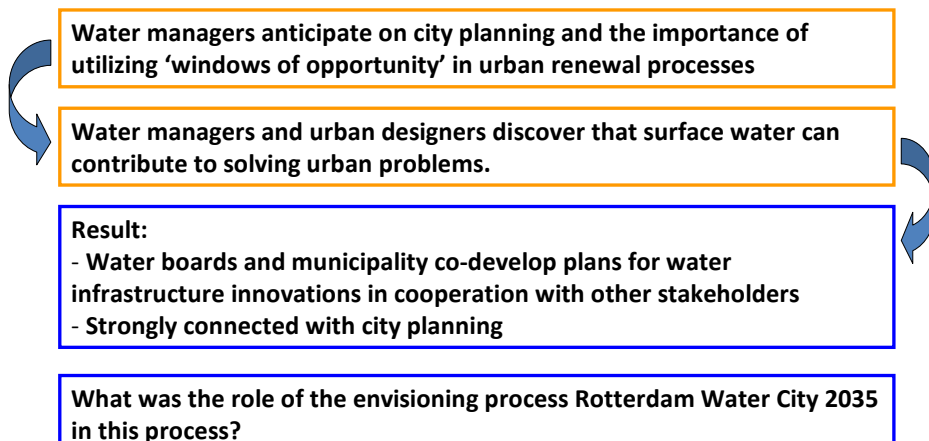 Water managers anticipate on city planning and the importance of
utilizing ‘windows of opportunity’ in urban renewal processes
Water managers and urban designers discover that surface water can
contribute to solving urban problems.
Result:
- Water boards and municipality co-develop plans for water
infrastructure innovations in cooperation with other stakeholders
- Strongly connected with city planning
What was the role of the envisioning process Rotterdam Water City 2035
in this process?